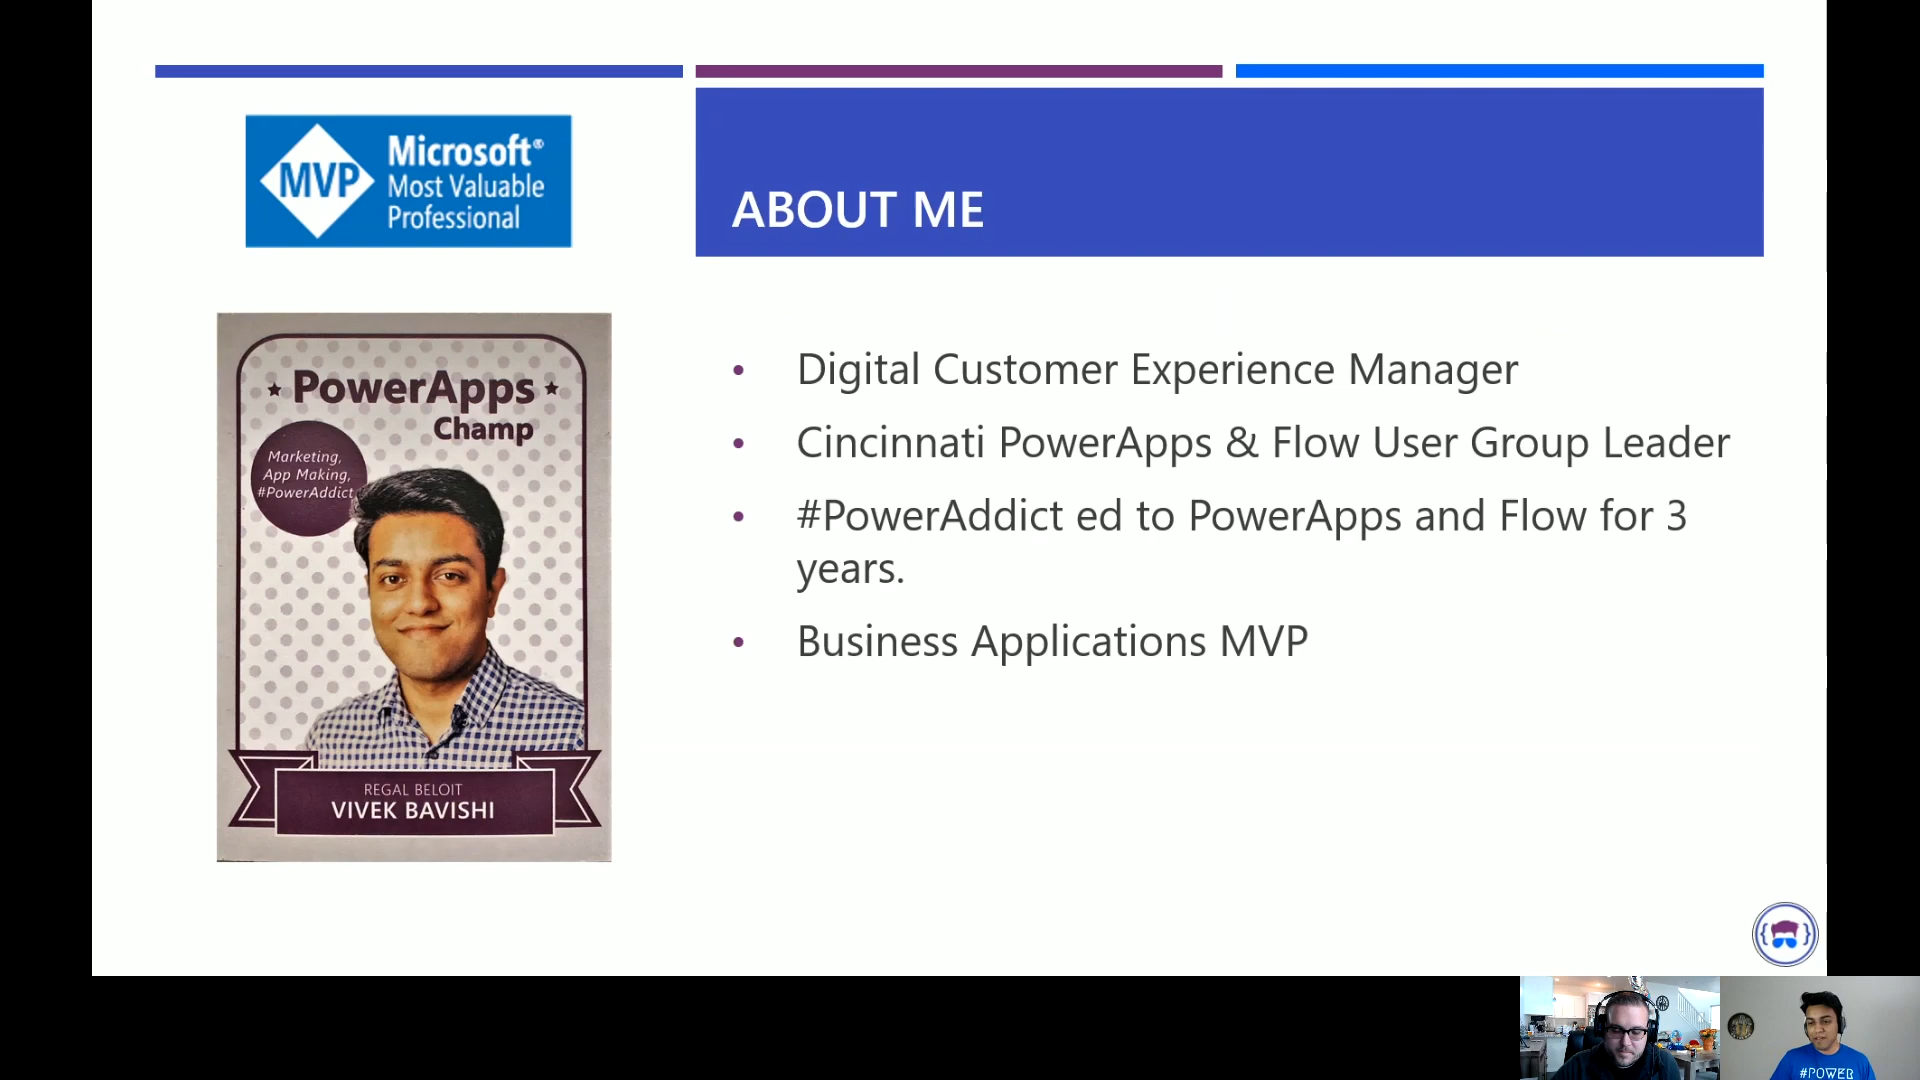 MVP
Microsoft®
Most Valuable
Professional
ABOUT ME
PowerApps
Champ
Marketing,
App Making,
#PowerAddict
REGAL BELOIT
VIVEK BAVISHI
• Digital Customer Experience Manager
• Cincinnati PowerApps & Flow User Group Leader
• #PowerAddict ed to PowerApps and Flow for 3
years.
• Business Applications MVP
{ }
#POWER